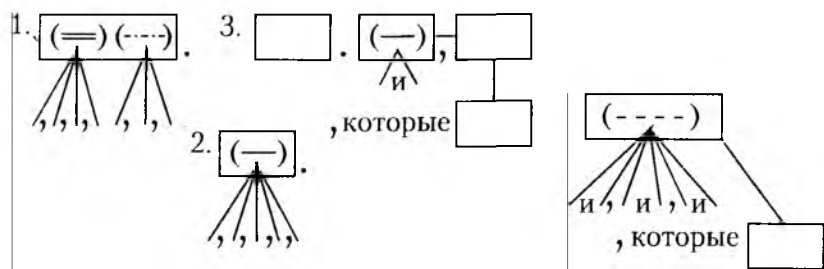 1. (═) (-·-·-) . 3. . (—) ,
и
, , , , ,
, которые
2. (—) .
, , , ,
(- - - -)
и , и , и
, которые